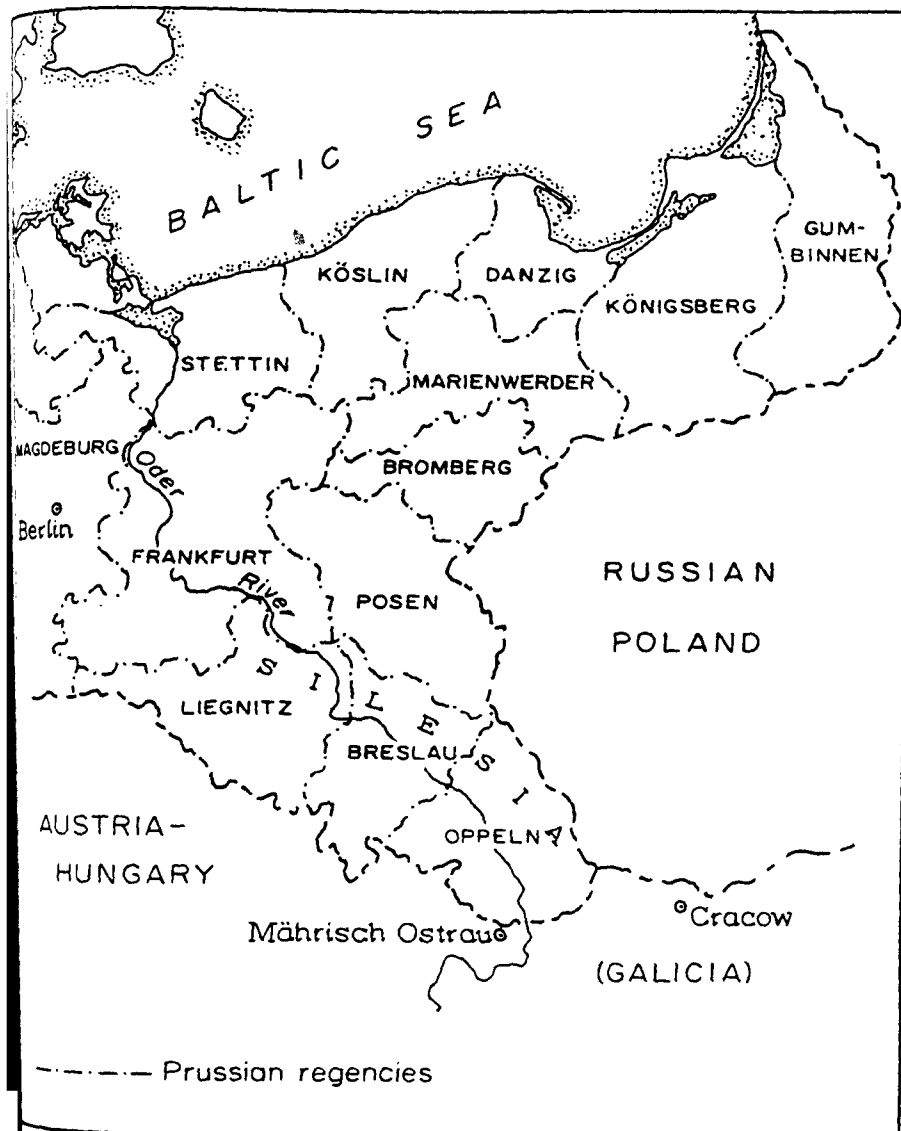 BALTIC SEA
GUM-
BINNEN
KÖSLIN
DANZIG
KÖNIGSBERG
STETTIN
MARIENWERDER
MAGDEBURG
Oder
BROMBERG
Berlin
FRANKFURT
River
RUSSIAN
POLAND
POSEN
SILESIA
LIEGNITZ
BRESLAU
AUSTRIA-
HUNGARY
OPPELN
Mährisch Ostrau
Cracow
(GALICIA)
Prussian regencies